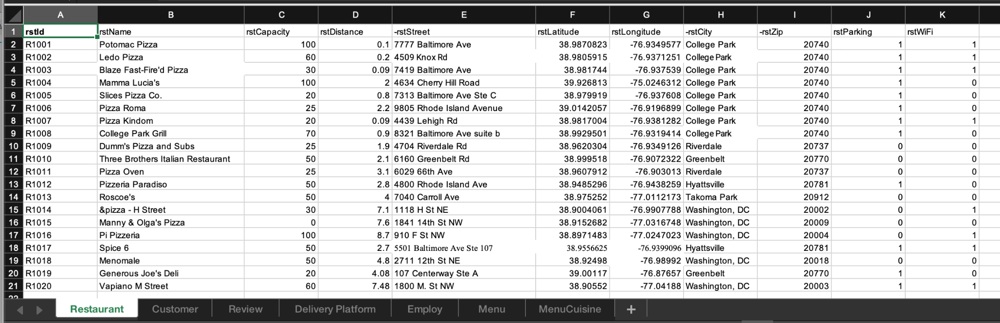 A B C D E F G H I J K
1 rstId rstName rstCapacity rstDistance -rstStreet rstLatitude rstLongitude -rstCity -rstZip rstParking rstWiFi
2 R1001 Potomac Pizza 100 0.1 7777 Baltimore Ave 38.9870823 -76.9349577 College Park 20740 1 1
3 R1002 Ledo Pizza 60 0.2 4509 Knox Rd 38.9805915 -76.9371251 College Park 20740 1 1
4 R1003 Blaze Fast-Fire'd Pizza 30 0.09 7419 Baltimore Ave 38.981744 -76.937539 College Park 20740 1 1
5 R1004 Mamma Lucia's 100 2 4634 Cherry Hill Road 39.926813 -75.0246312 College Park 20740 1 0
6 R1005 Slices Pizza Co. 20 0.8 7313 Baltimore Ave Ste C 38.979919 -76.937608 College Park 20740 1 0
7 R1006 Pizza Roma 25 2.2 9805 Rhode Island Avenue 39.0142057 -76.9196899 College Park 20740 1 0
8 R1007 Pizza Kindom 20 0.09 4439 Lehigh Rd 38.9817004 -76.9381282 College Park 20740 1 1
9 R1008 College Park Grill 70 0.9 8321 Baltimore Ave suite b 38.9929501 -76.9319414 College Park 20740 1 0
10 R1009 Dumm's Pizza and Subs 25 1.9 4704 Riverdale Rd 38.9620304 -76.9349126 Riverdale 20737 0 0
11 R1010 Three Brothers Italian Restaurant 50 2.1 6160 Greenbelt Rd 38.999518 -76.9072322 Greenbelt 20770 0 0
12 R1011 Pizza Oven 25 3.1 6029 66th Ave 38.9607912 -76.903013 Riverdale 20737 0 0
13 R1012 Pizzeria Paradiso 50 2.8 4800 Rhode Island Ave 38.9485296 -76.9438259 Hyattsville 20781 1 0
14 R1013 Roscoe's 50 4 7040 Carroll Ave 38.975252 -77.0112173 Takoma Park 20912 0 0
15 R1014 &pizza - H Street 30 7.1 1118 H St NE 38.9004061 -76.9907788 Washington, DC 20002 0 1
16 R1015 Manny & Olga's Pizza 0 7.6 1841 14th St NW 38.9152682 -77.0316748 Washington, DC 20009 0 0
17 R1016 Pi Pizzeria 100 8.7 910 F St NW 38.8971483 -77.0247023 Washington, DC 20004 0 1
18 R1017 Spice 6 50 2.7 5501 Baltimore Ave Ste 107 38.9556625 -76.9399096 Hyattsville 20781 1 1
19 R1018 Menomale 50 4.8 2711 12th St NE 38.92498 -76.98992 Washington, DC 20018 0 0
20 R1019 Generous Joe's Deli 20 4.08 107 Centerway Ste A 39.00117 -76.87657 Greenbelt 20770 1 0
21 R1020 Vapiano M Street 60 7.48 1800 M. St NW 38.90552 -77.04188 Washington, DC 20003 1 1
Restaurant Customer Review Delivery Platform Employ Menu MenuCuisine +